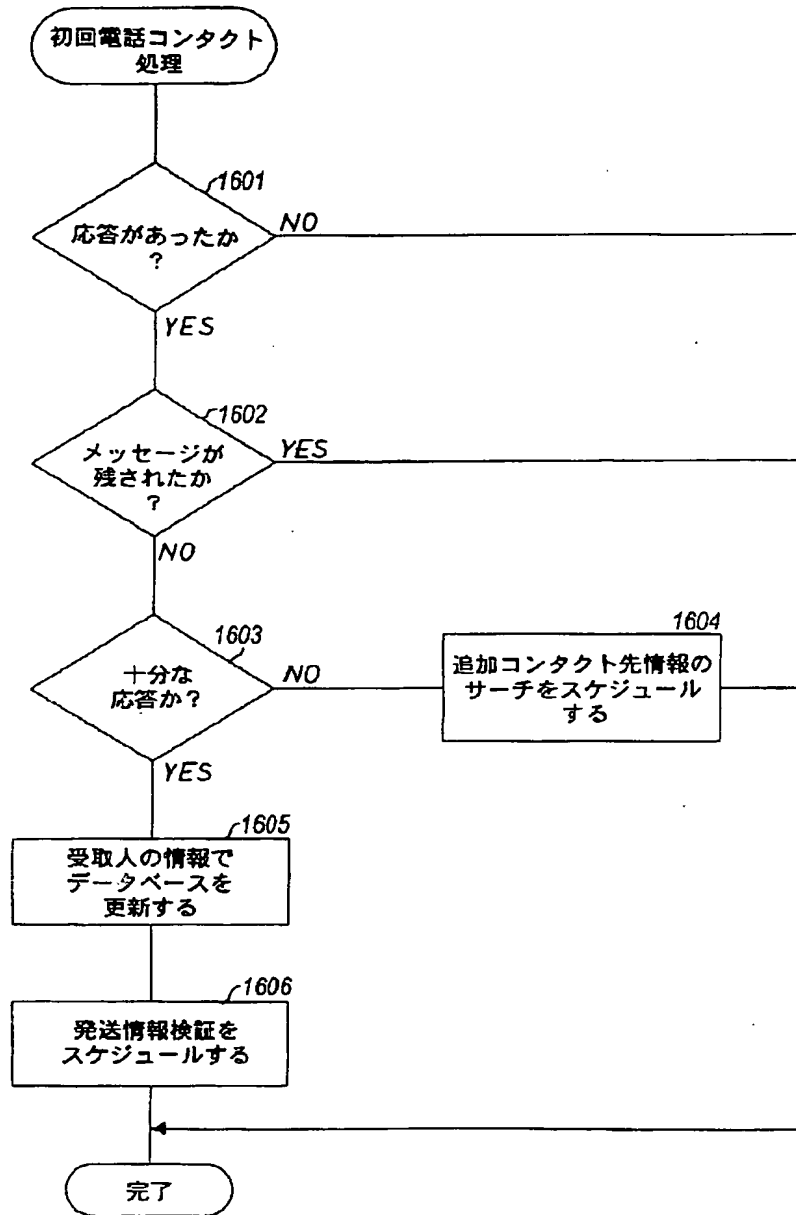 初回電話コンタクト
処理
1601
応答があったか
?
NO
YES
1602
メッセージが
残されたか
?
YES
NO
1603
十分な
応答か?
NO
YES
1604
追加コンタクト先情報の
サーチをスケジュール
する
1605
受取人の情報で
データベースを
更新する
1606
発送情報検証を
スケジュールする
完了